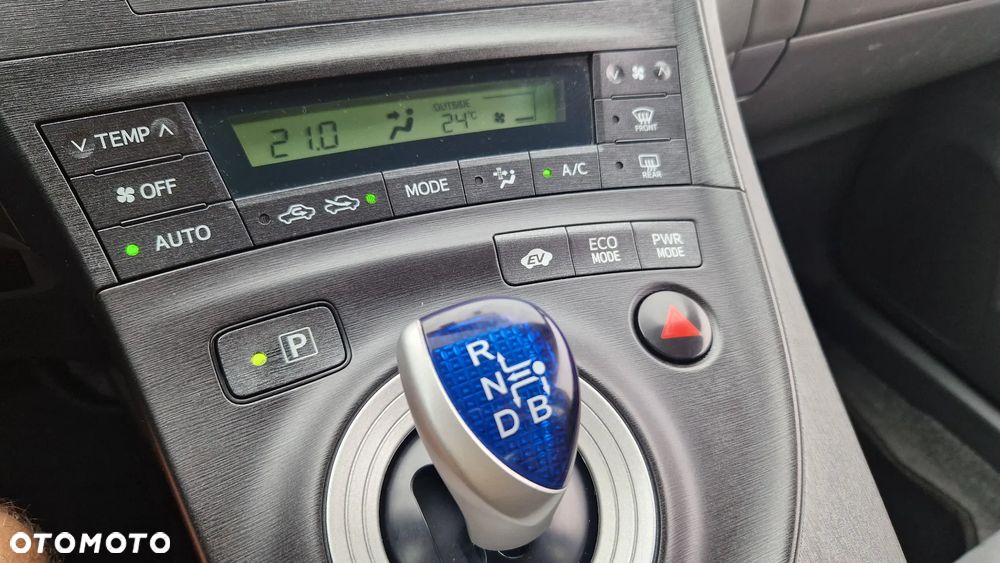 TEMP
OFF
AUTO
21.0
OUTSIDE
24°C
MODE
A/C
FRONT
REAR
EV
ECO
MODE
PWR
MODE
P
R
N
D B
OTOMOTO